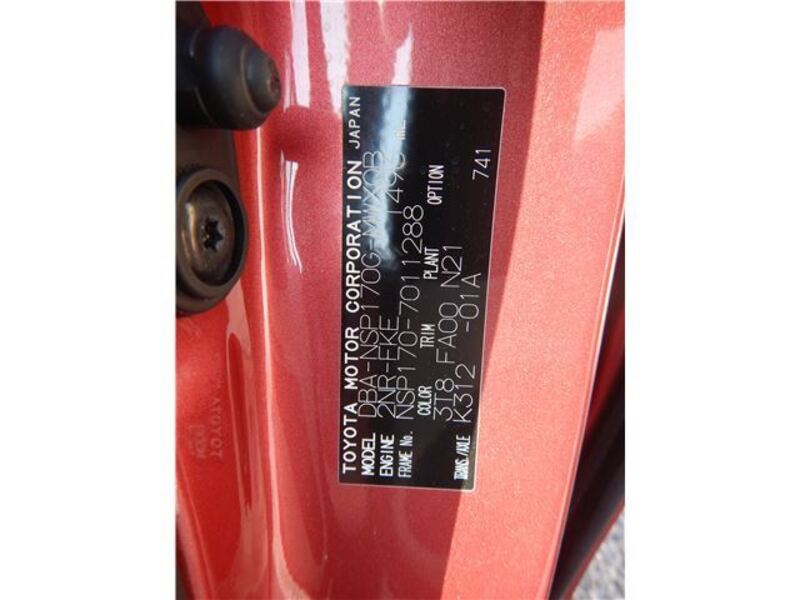 TOYOTA MOTOR CORPORATION JAPAN
MODEL DBA-NSP170G-MWXQB
ENGINE 2NR-FKE 1496 mL
FRAME No. NSP170-7011288
COLOR TRIM PLANT OPTION
3T8 FA00 N21 741
TRANS./AXLE K312 -01A
TOYOTA